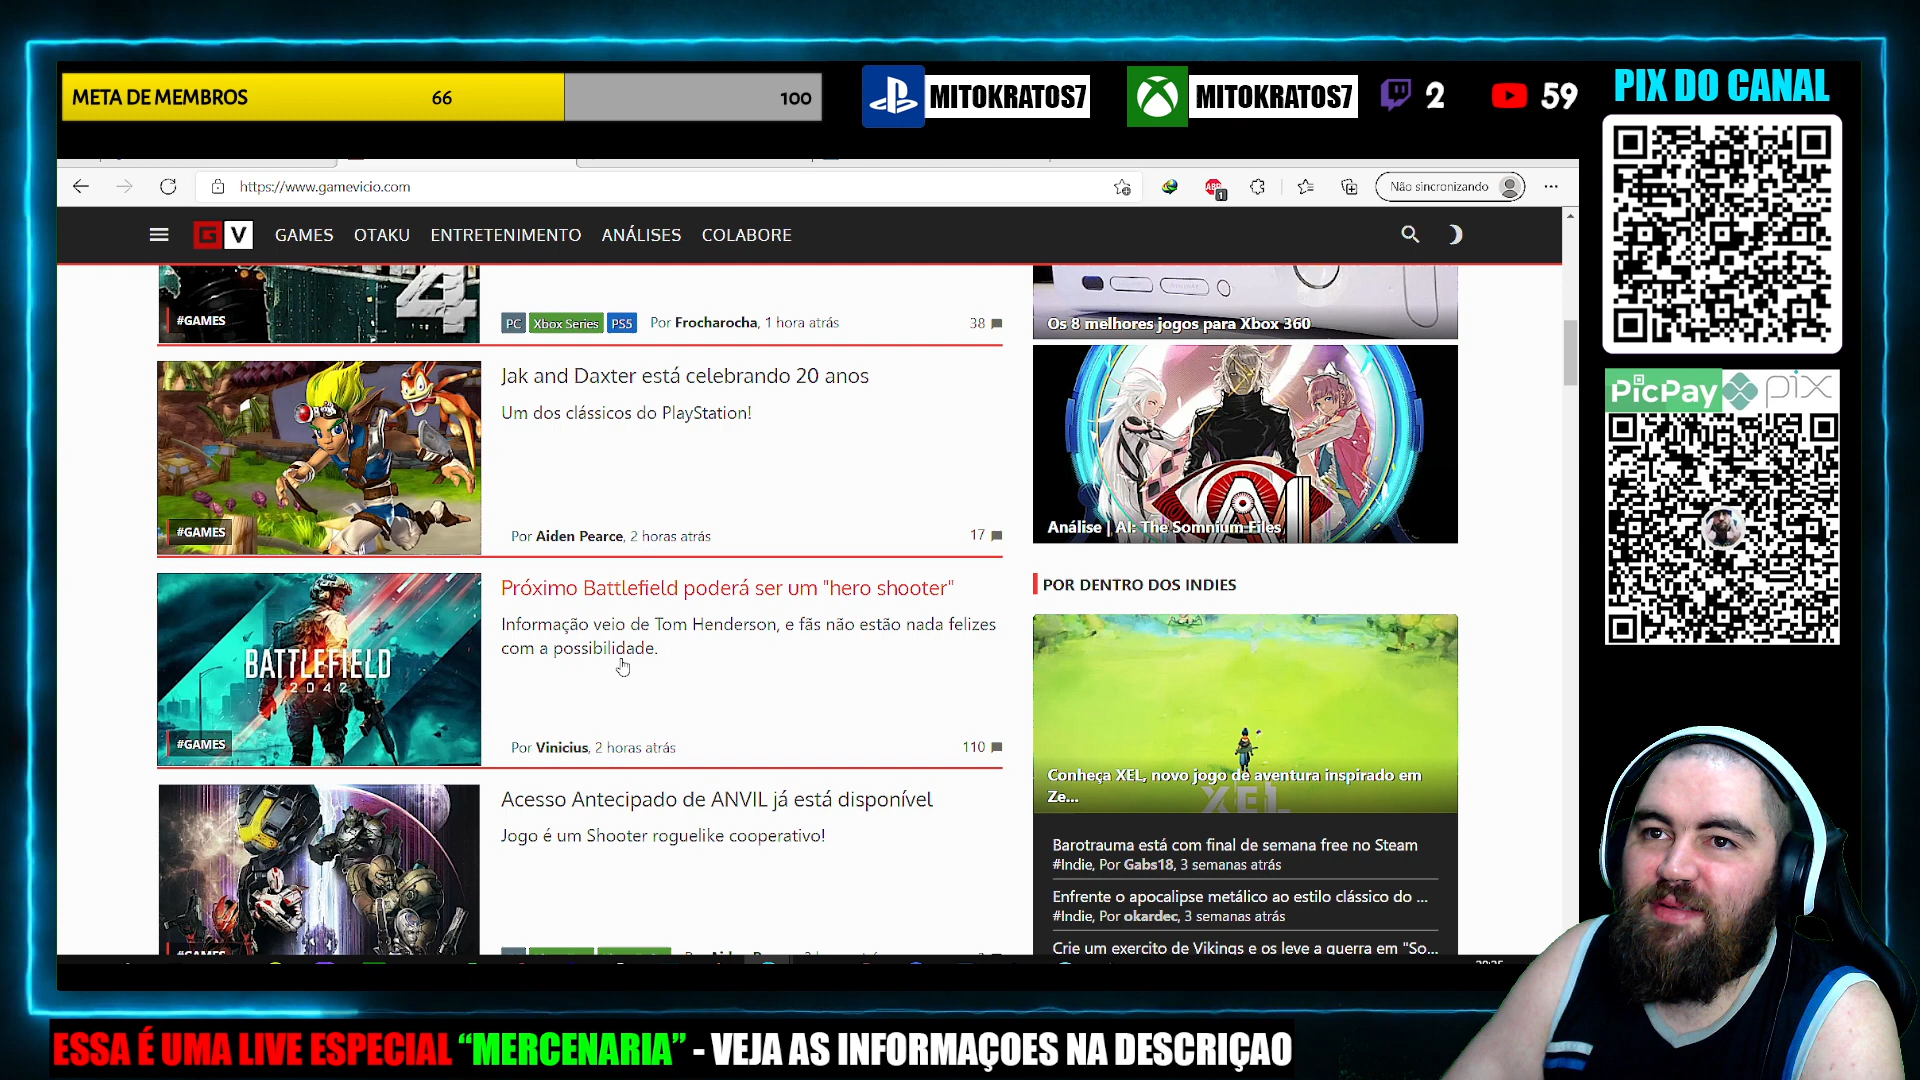 META DE MEMBROS 66 100
MITOKRATOS7
MITOKRATOS7
2
59
PIX DO CANAL
https://www.gamevicio.com
ABP
1
Não sincronizando
G V
GAMES
OTAKU
ENTRETENIMENTO
ANÁLISES
COLABORE
4
#GAMES
PC Xbox Series PS5 Por Frocharocha, 1 hora atrás 38
Os 8 melhores jogos para Xbox 360
PicPay pix
Jak and Daxter está celebrando 20 anos
Um dos clássicos do PlayStation!
#GAMES
Por Aiden Pearce, 2 horas atrás 17
AI
Análise | AI: The Somnium Files
Próximo Battlefield poderá ser um "hero shooter"
Informação veio de Tom Henderson, e fãs não estão nada felizes
com a possibilidade.
BATTLEFIELD
2042
#GAMES
Por Vinicius, 2 horas atrás 110
POR DENTRO DOS INDIES
Conheça XEL, novo jogo de aventura inspirado em
Ze...
XEL
Acesso Antecipado de ANVIL já está disponível
Jogo é um Shooter roguelike cooperativo!
#GAMES
Barotrauma está com final de semana free no Steam
#Indie, Por Gabs18, 3 semanas atrás
Enfrente o apocalipse metálico ao estilo clássico do ...
#Indie, Por okardec, 3 semanas atrás
Crie um exercito de Vikings e os leve a guerra em "So...
ESSA É UMA LIVE ESPECIAL “MERCENARIA” - VEJA AS INFORMAÇOES NA DESCRIÇAO